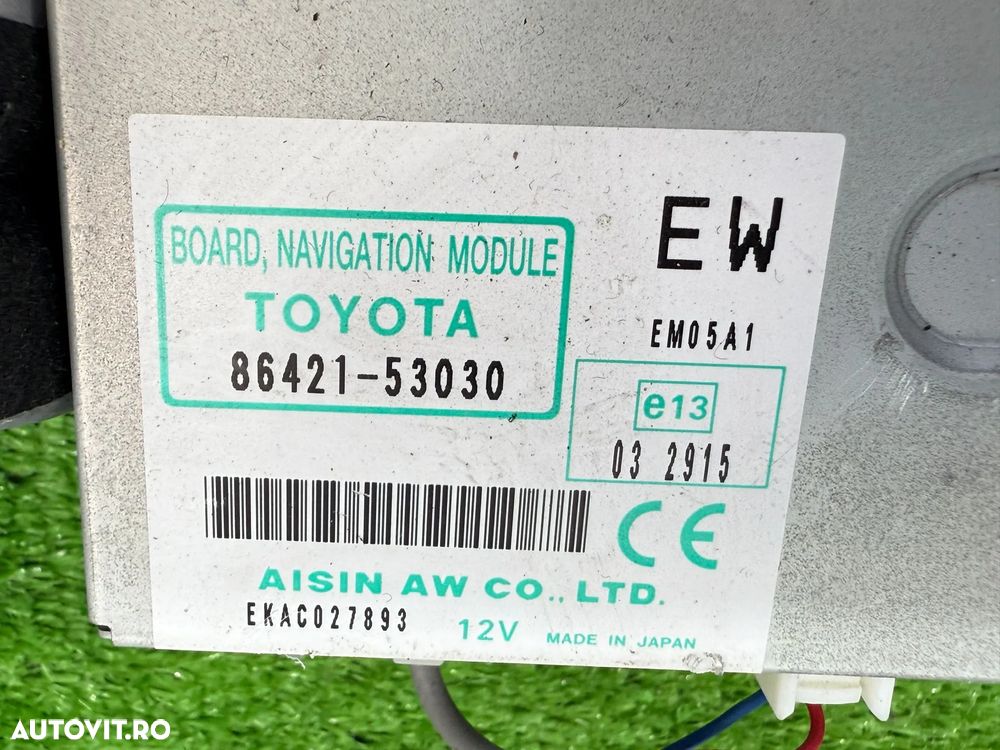 BOARD, NAVIGATION MODULE
TOYOTA
86421-53030
EW
EM05A1
e13
03 2915
CE
AISIN AW CO., LTD.
EKAC027893
12V
MADE IN JAPAN
AUTOVIT.RO